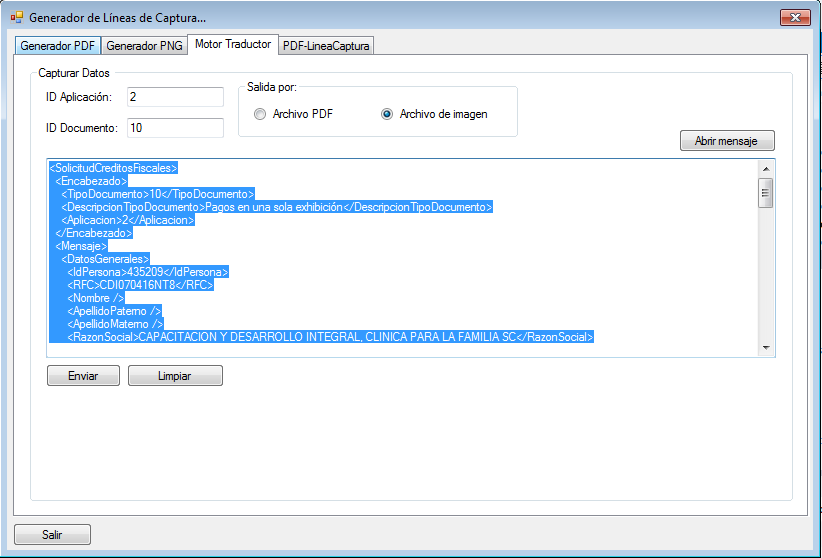 Generador de Líneas de Captura...
Generador PDF Generador PNG Motor Traductor PDF-LineaCaptura
Capturar Datos
ID Aplicación: 2
Salida por:
Archivo PDF Archivo de imagen
ID Documento: 10
Abrir mensaje
<SolicitudCreditosFiscales>
<Encabezado>
<TipoDocumento>10</TipoDocumento>
<DescripcionTipoDocumento>Pagos en una sola exhibición</DescripcionTipoDocumento>
<Aplicacion>2</Aplicacion>
</Encabezado>
<Mensaje>
<DatosGenerales>
<IdPersona>435209</IdPersona>
<RFC>CDI070416NT8</RFC>
<Nombre />
<ApellidoPaterno />
<ApellidoMaterno />
<RazonSocial>CAPACITACION Y DESARROLLO INTEGRAL, CLINICA PARA LA FAMILIA SC</RazonSocial>
Enviar Limpiar
Salir